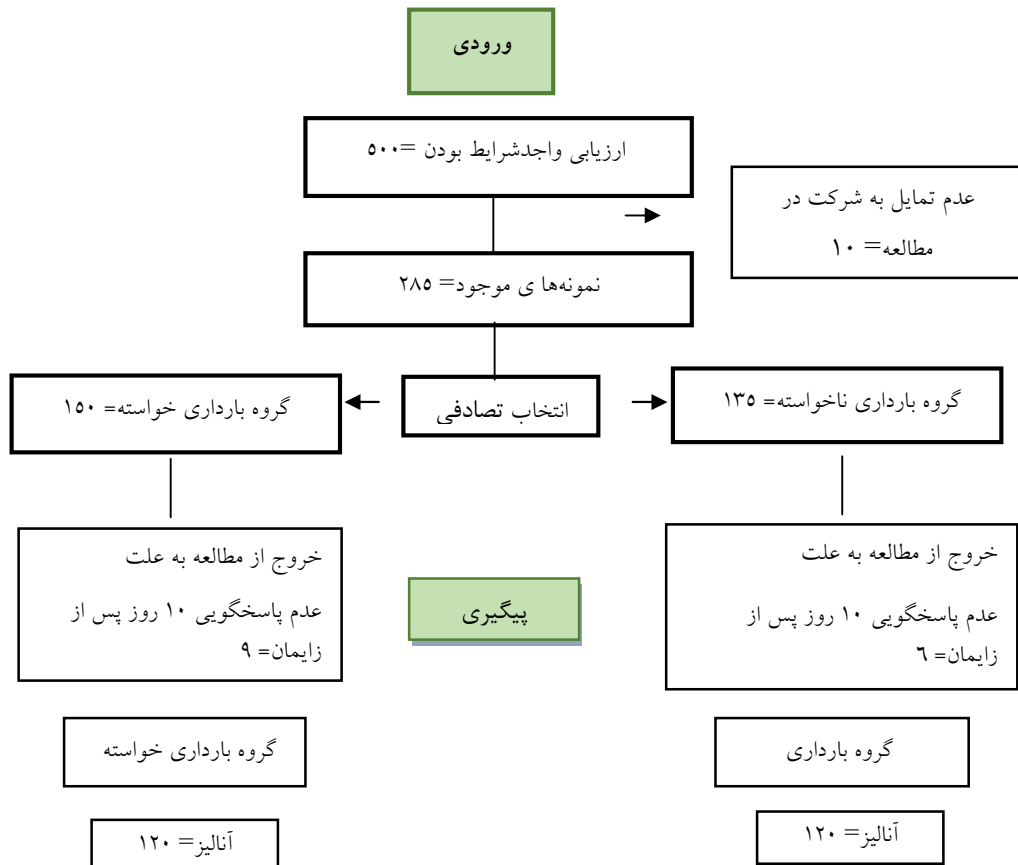 ورودی
ارزیابی واجدشرایط بودن =۵۰۰
عدم تمایل به شرکت در
مطالعه= ۱۰
نمونه‌ها ی موجود= ۲۸۵
گروه بارداری ناخواسته= ۱۳۵
انتخاب تصادفی
گروه بارداری خواسته= ۱۵۰
خروج از مطالعه به علت
عدم پاسخگویی ۱۰ روز پس از
زایمان= ٦
پیگیری
خروج از مطالعه به علت
عدم پاسخگویی ۱۰ روز پس از
زایمان= ۹
گروه بارداری
گروه بارداری خواسته
آنالیز= ۱۲۰
آنالیز= ۱۲۰